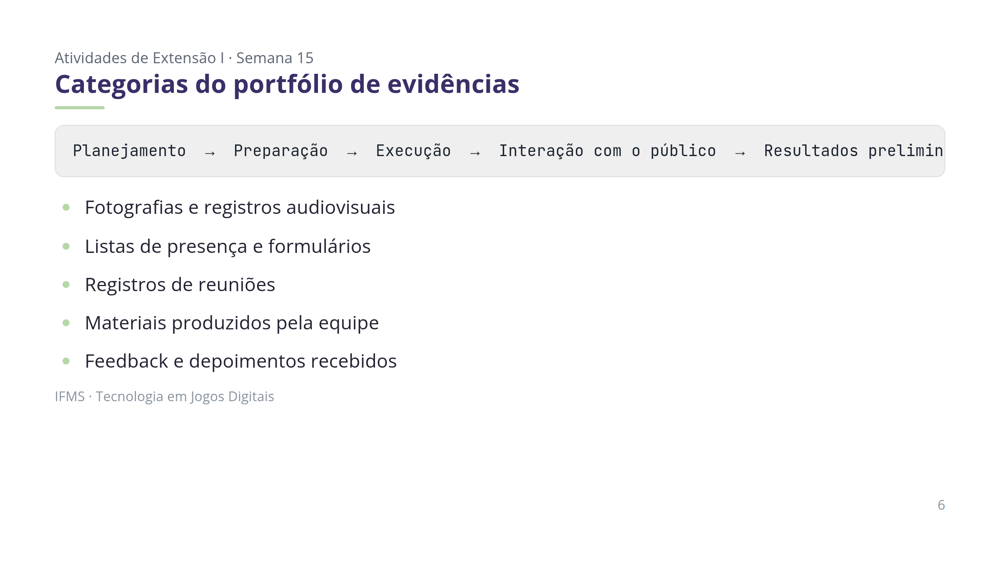 Atividades de Extensão I · Semana 15
Categorias do portfólio de evidências
Planejamento → Preparação → Execução → Interação com o público → Resultados prelimin
Fotografias e registros audiovisuais
Listas de presença e formulários
Registros de reuniões
Materiais produzidos pela equipe
Feedback e depoimentos recebidos
IFMS · Tecnologia em Jogos Digitais
6